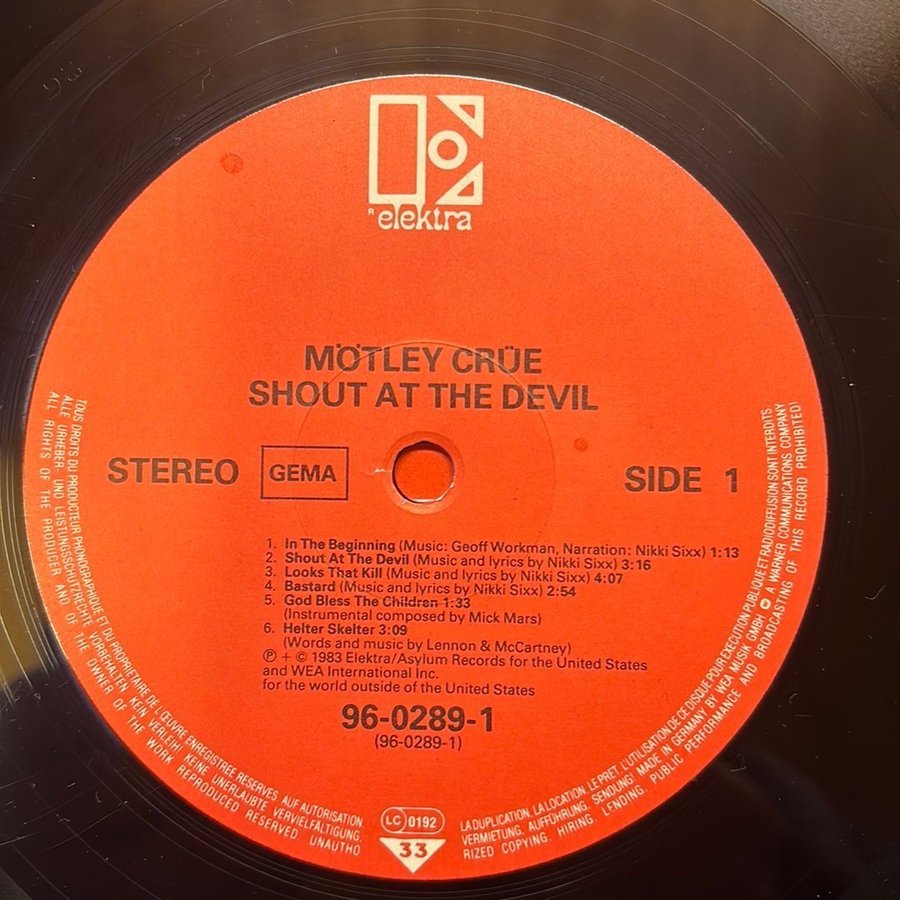 R elektra
MÖTLEY CRÜE
SHOUT AT THE DEVIL
STEREO GEMA SIDE 1
1. In The Beginning (Music: Geoff Workman, Narration: Nikki Sixx) 1:13
2. Shout At The Devil (Music and lyrics by Nikki Sixx) 3:16
3. Looks That Kill (Music and lyrics by Nikki Sixx) 4:07
4. Bastard (Music and lyrics by Nikki Sixx) 2:54
5. God Bless The Children 1:33
(Instrumental composed by Mick Mars)
6. Helter Skelter 3:09
(Words and music by Lennon & McCartney)
℗ + © 1983 Elektra/Asylum Records for the United States
and WEA International Inc.
for the world outside of the United States
96-0289-1
(96-0289-1)
LC 0192
33
TOUS DROITS DU PRODUCTEUR PHONOGRAPHIQUE ET DU PROPRIETAIRE DE L'ŒUVRE ENREGISTREE RESERVES. AUF AUTORISATION LA DUPLICATION, LA LOCATION, LE PRET, L'UTILISATION DE CE DISQUE POUR EXECUTION PUBLIQUE ET RADIODIFFUSION SONT INTERDITS
ALLE URHEBER- UND LEISTUNGSSCHUTZRECHTE VORBEHALTEN. KEIN VERLEIH! KEINE UNERLAUBTE VERVIELFÄLTIGUNG, VERMIETUNG, AUFFÜHRUNG, SENDUNG! MADE IN GERMANY BY WEA MUSIK GMBH A WARNER COMMUNICATIONS COMPANY
ALL RIGHTS OF THE PRODUCER AND OF THE OWNER OF THE WORK REPRODUCED RESERVED UNAUTHORIZED COPYING, HIRING, LENDING, PUBLIC PERFORMANCE AND BROADCASTING OF THIS RECORD PROHIBITED!